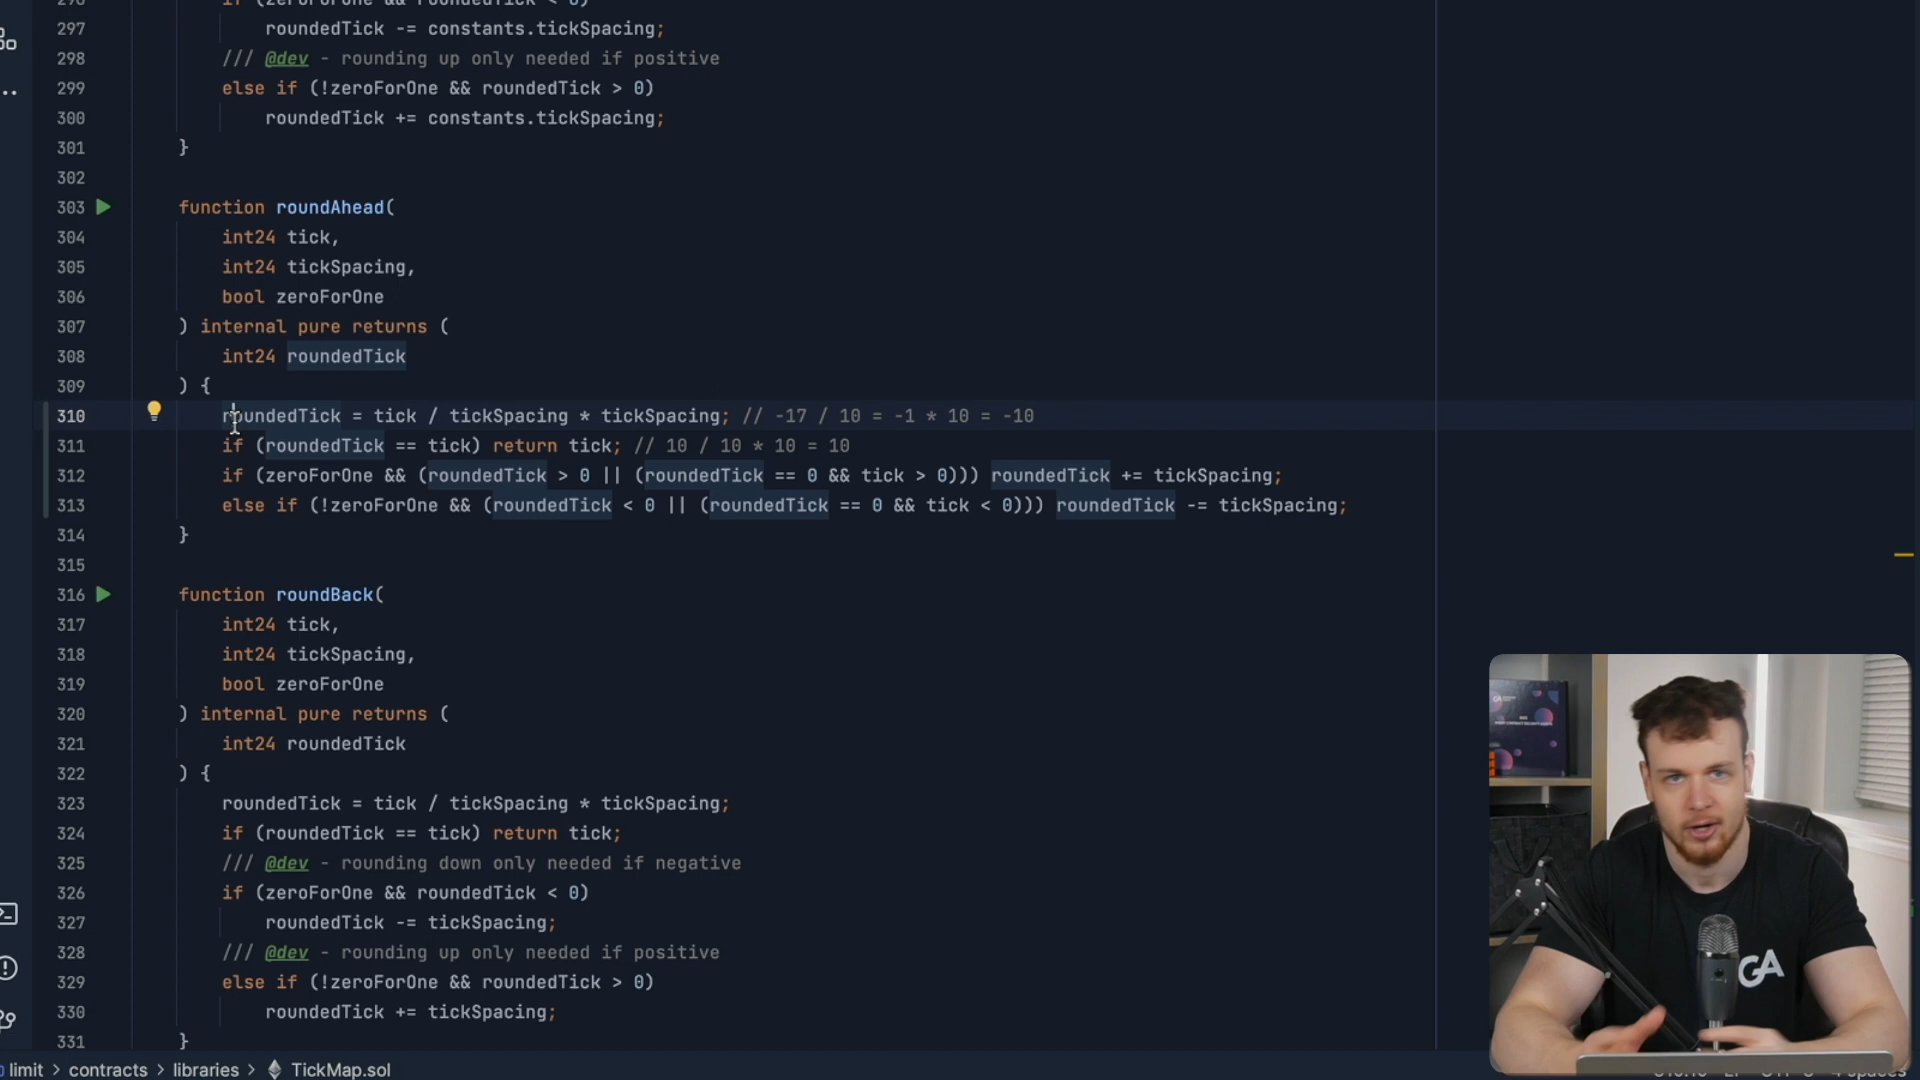 296 if (zeroForOne && roundedTick < 0)
297 roundedTick -= constants.tickSpacing;
298 /// @dev - rounding up only needed if positive
299 else if (!zeroForOne && roundedTick > 0)
300 roundedTick += constants.tickSpacing;
301 }
302
303 function roundAhead(
304 int24 tick,
305 int24 tickSpacing,
306 bool zeroForOne
307 ) internal pure returns (
308 int24 roundedTick
309 ) {
310 roundedTick = tick / tickSpacing * tickSpacing; // -17 / 10 = -1 * 10 = -10
311 if (roundedTick == tick) return tick; // 10 / 10 * 10 = 10
312 if (zeroForOne && (roundedTick > 0 || (roundedTick == 0 && tick > 0))) roundedTick += tickSpacing;
313 else if (!zeroForOne && (roundedTick < 0 || (roundedTick == 0 && tick < 0))) roundedTick -= tickSpacing;
314 }
315
316 function roundBack(
317 int24 tick,
318 int24 tickSpacing,
319 bool zeroForOne
320 ) internal pure returns (
321 int24 roundedTick
322 ) {
323 roundedTick = tick / tickSpacing * tickSpacing;
324 if (roundedTick == tick) return tick;
325 /// @dev - rounding down only needed if negative
326 if (zeroForOne && roundedTick < 0)
327 roundedTick -= tickSpacing;
328 /// @dev - rounding up only needed if positive
329 else if (!zeroForOne && roundedTick > 0)
330 roundedTick += tickSpacing;
331 }
GA
limit > contracts > libraries > TickMap.sol